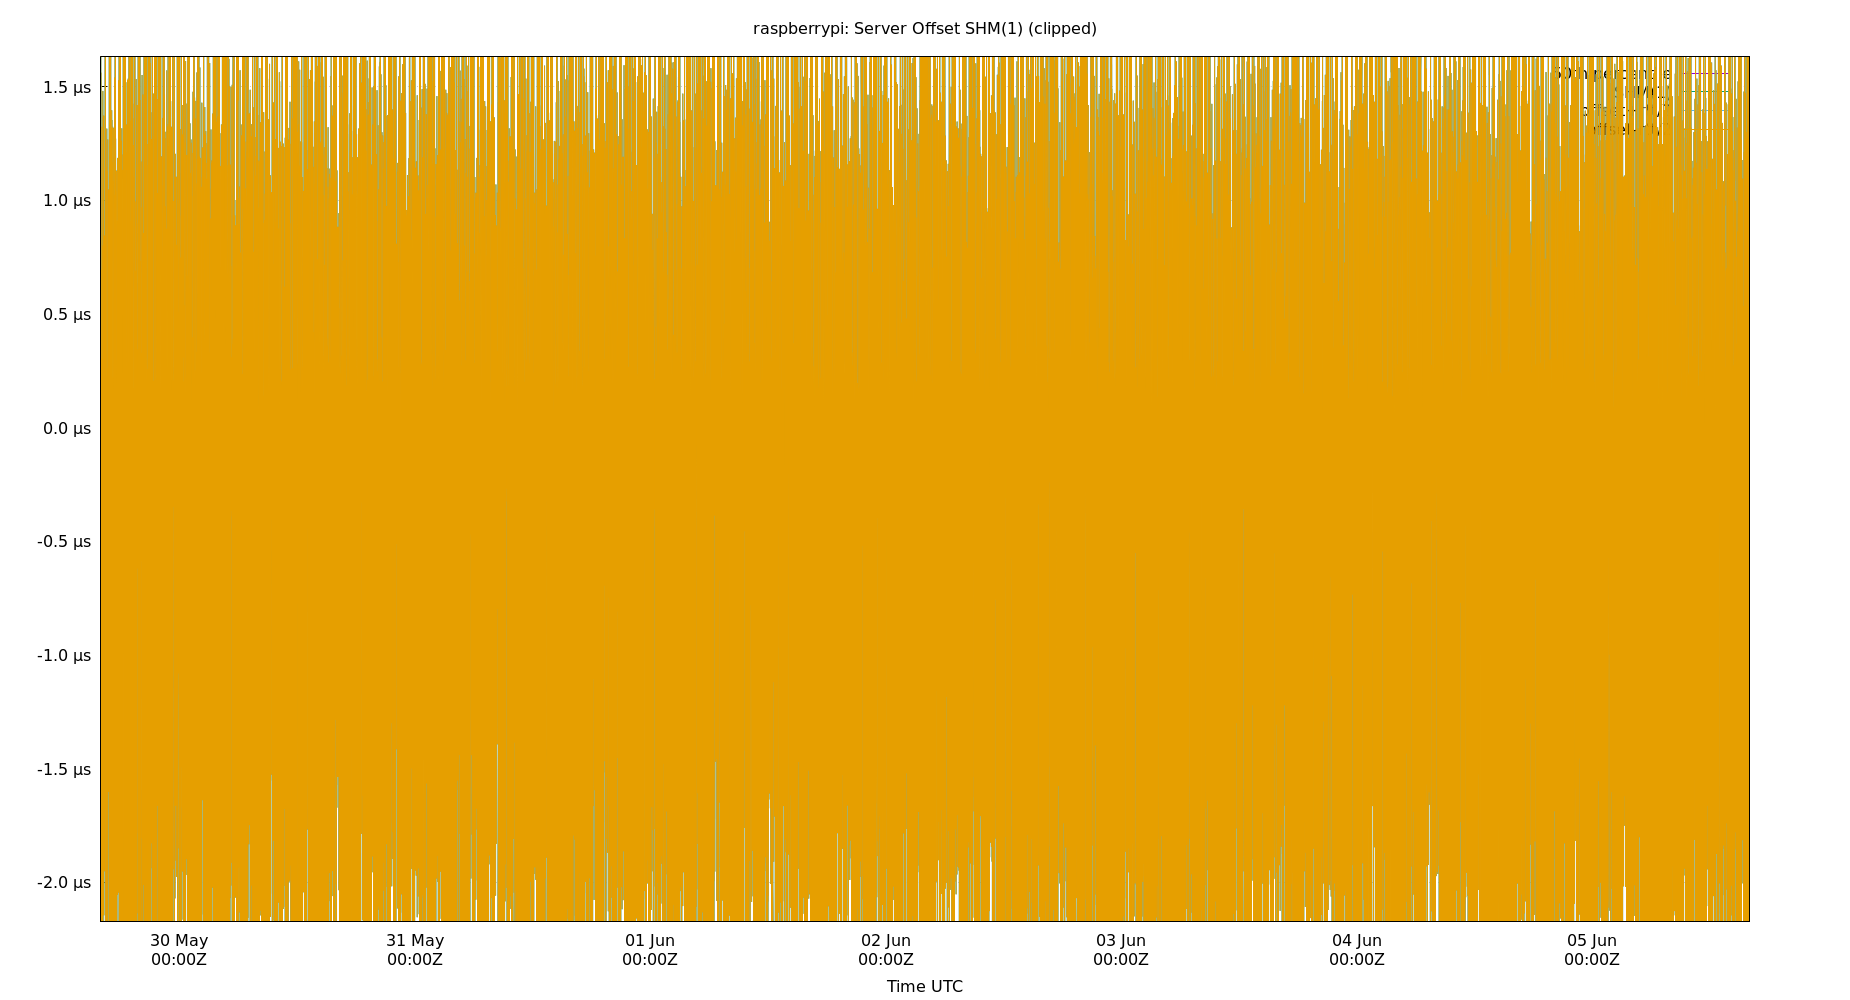 raspberrypi: Server Offset SHM(1) (clipped)
1.5 µs
1.0 µs
0.5 µs
0.0 µs
-0.5 µs
-1.0 µs
-1.5 µs
-2.0 µs
30 May
00:00Z
31 May
00:00Z
01 Jun
00:00Z
02 Jun
00:00Z
03 Jun
00:00Z
04 Jun
00:00Z
05 Jun
00:00Z
Time UTC